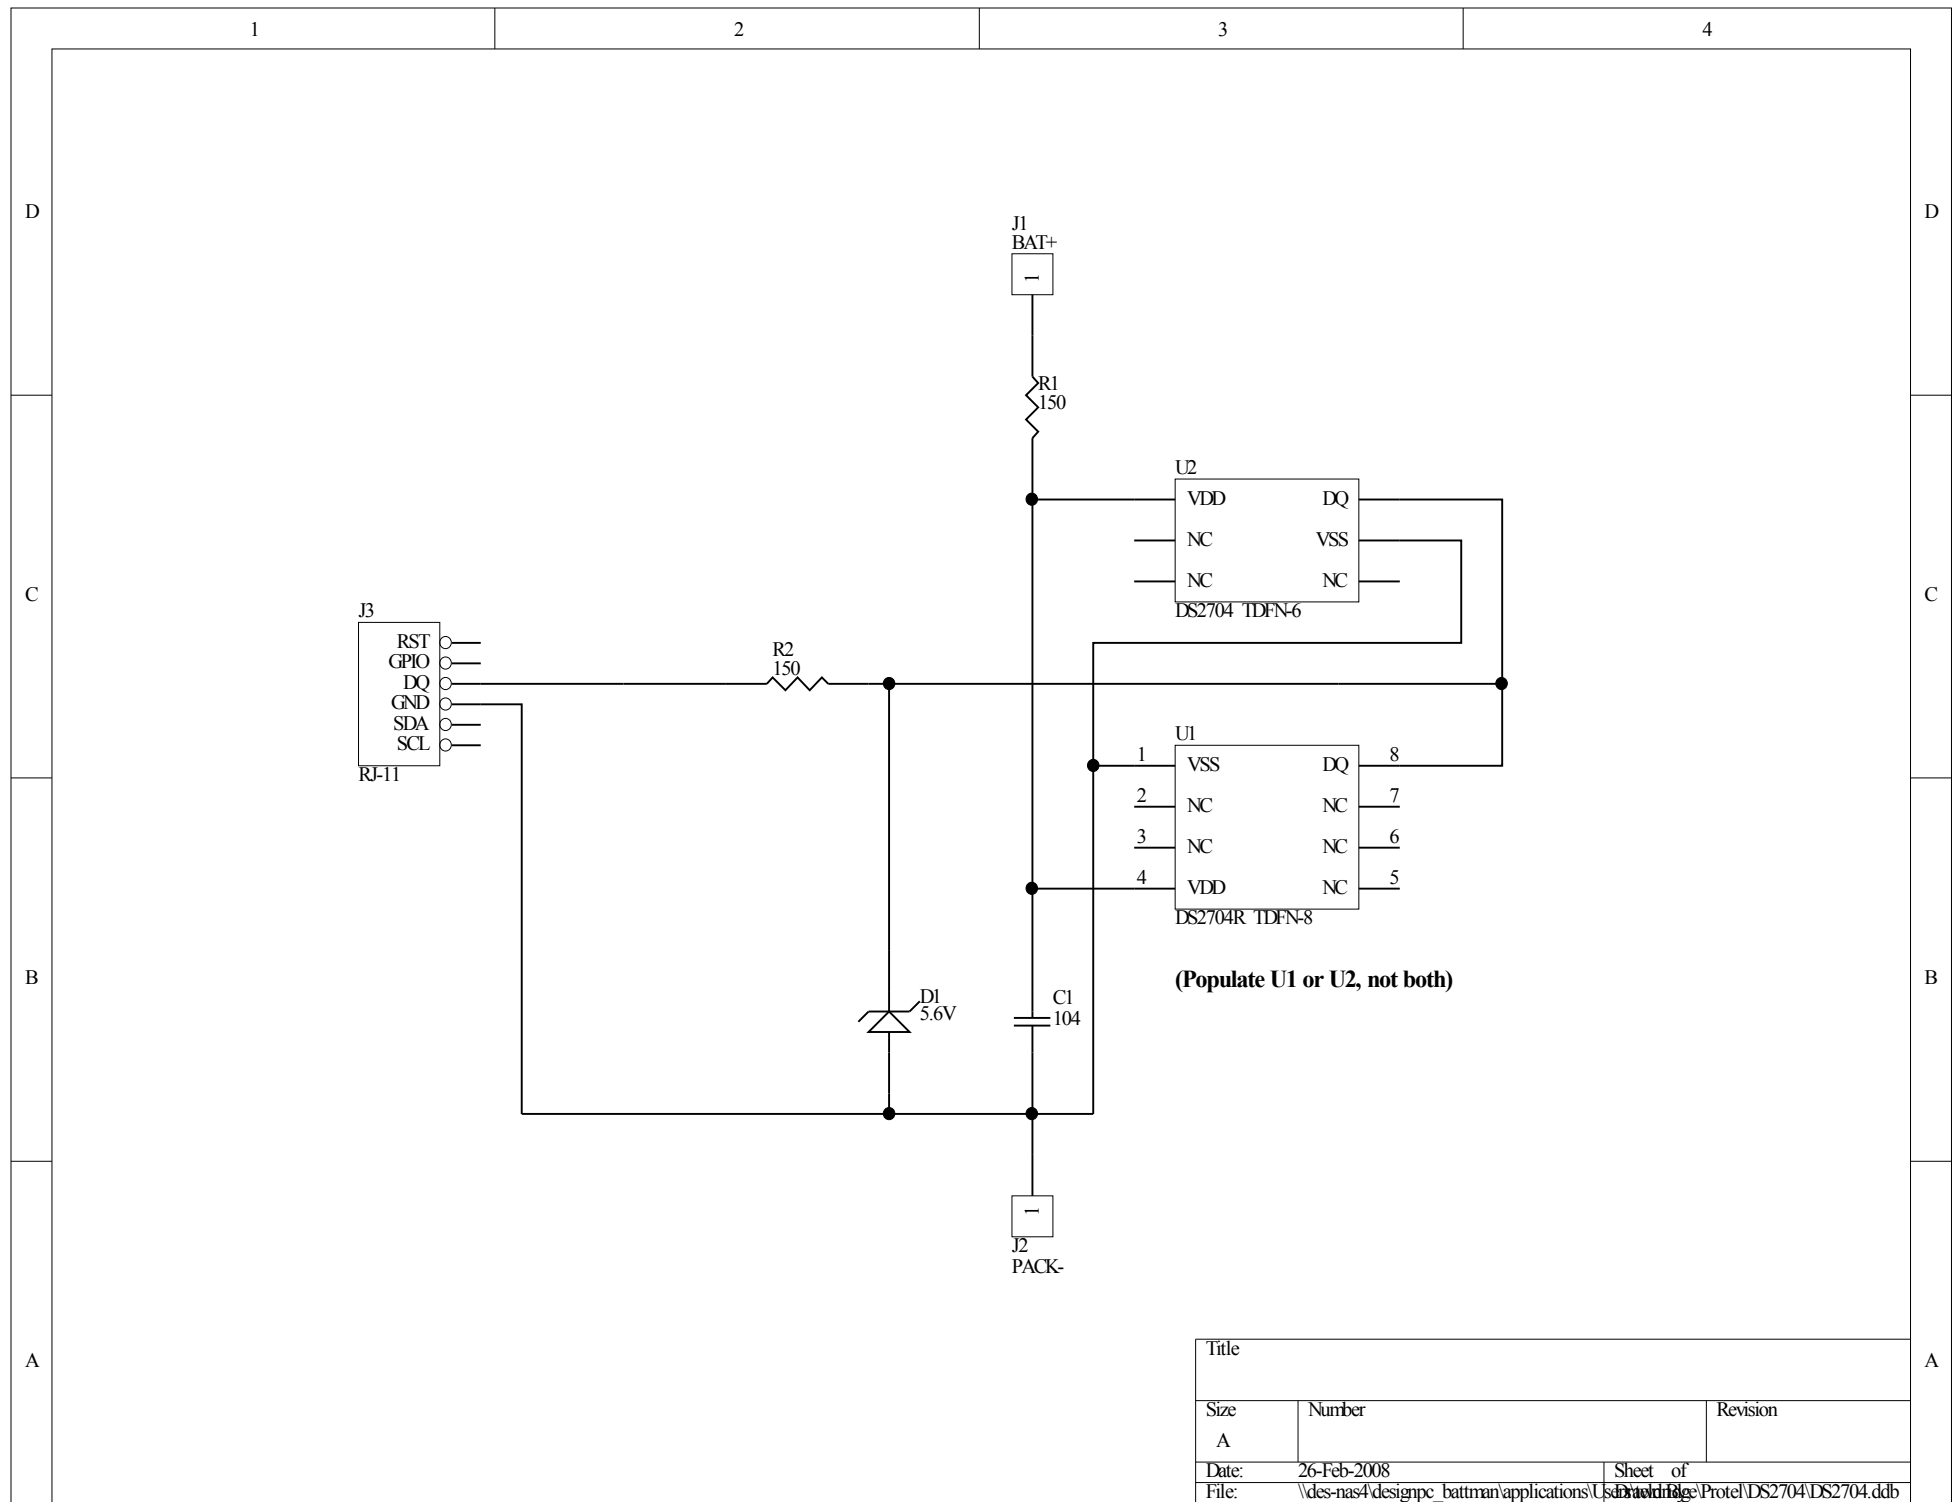 1 2 3 4
D D
J1
BAT+
1
R1
150
U2
VDD DQ
NC VSS
NC NC
DS2704 TDFN-6
C C
J3
RST
GPIO
DQ
GND
SDA
SCL
RJ-11
R2
150
U1
1 VSS DQ 8
2 NC NC 7
3 NC NC 6
4 VDD NC 5
DS2704R TDFN-8
(Populate U1 or U2, not both)
B B
D1
5.6V
C1
104
1
J2
PACK-
A A
Title
Size Number Revision
A
Date: 26-Feb-2008 Sheet of
File: \\des-nas4\designpc_battman\applications\ \Protel\DS2704\DS2704.ddb